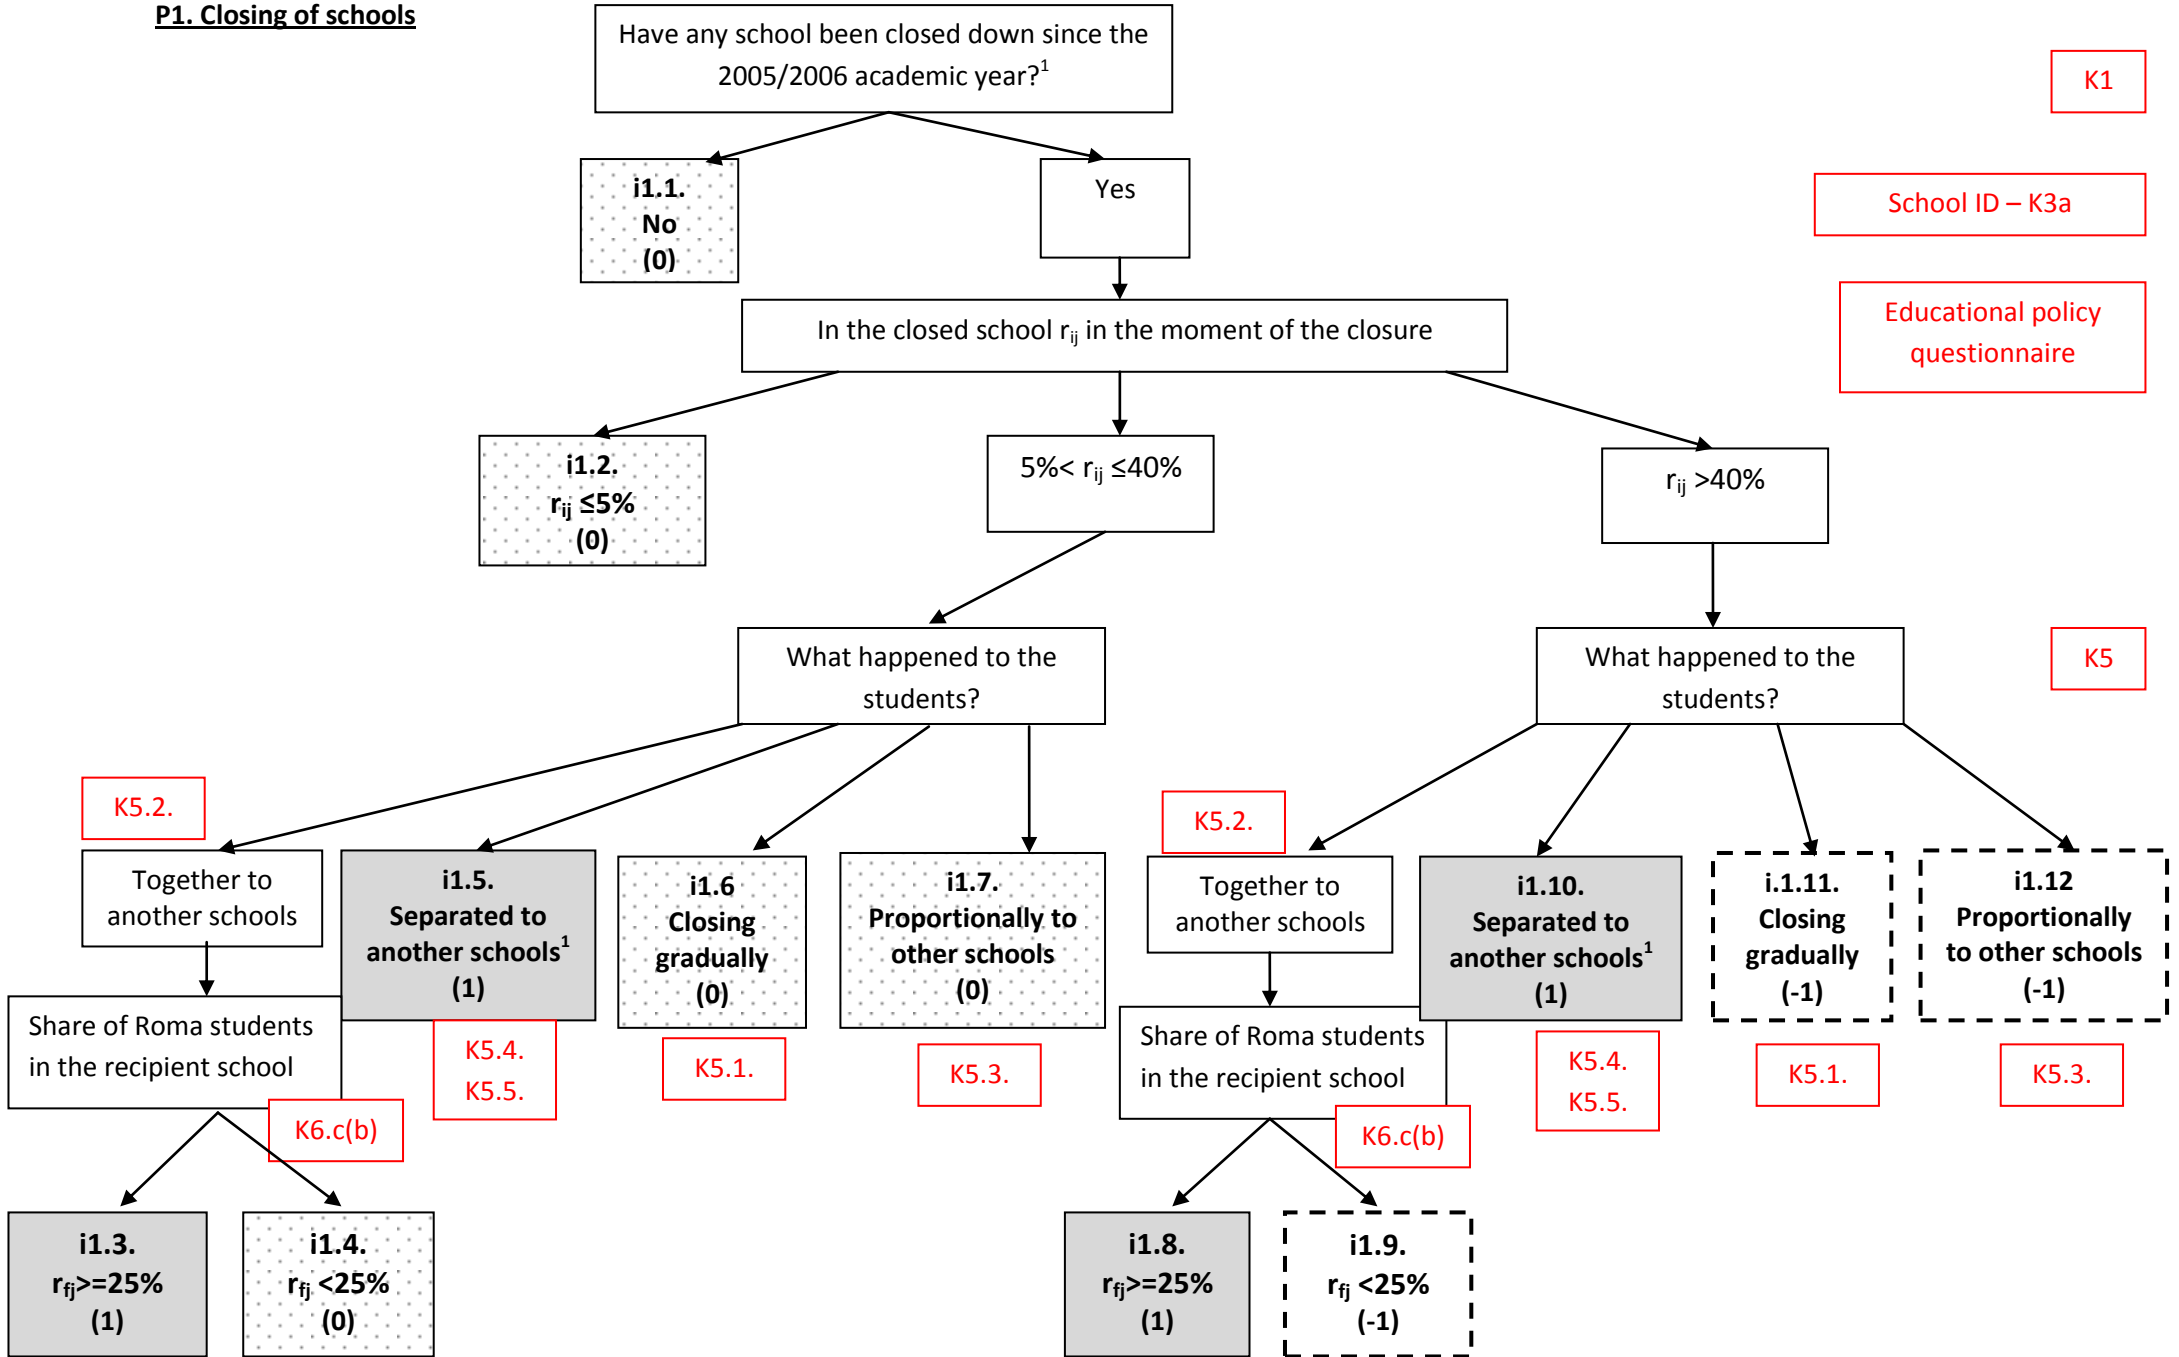 P1. Closing of schools
Have any school been closed down since the
2005/2006 academic year?1
K1
i1.1.
No
(0)
Yes
School ID – K3a
In the closed school rij in the moment of the closure
Educational policy
questionnaire
i1.2.
rij ≤5%
(0)
5%< rij ≤40%
rij >40%
What happened to the
students?
What happened to the
students?
K5
K5.2.
K5.2.
Together to
another schools
i1.5.
Separated to
another schools1
(1)
i1.6
Closing
gradually
(0)
i1.7.
Proportionally to
other schools
(0)
Together to
another schools
i1.10.
Separated to
another schools1
(1)
i.1.11.
Closing
gradually
(-1)
i1.12
Proportionally
to other schools
(-1)
Share of Roma students
in the recipient school
K5.4.
K5.5.
K5.1.
K5.3.
Share of Roma students
in the recipient school
K5.4.
K5.5.
K5.1.
K5.3.
K6.c(b)
K6.c(b)
i1.3.
rfj>=25%
(1)
i1.4.
rfj <25%
(0)
i1.8.
rfj>=25%
(1)
i1.9.
rfj <25%
(-1)